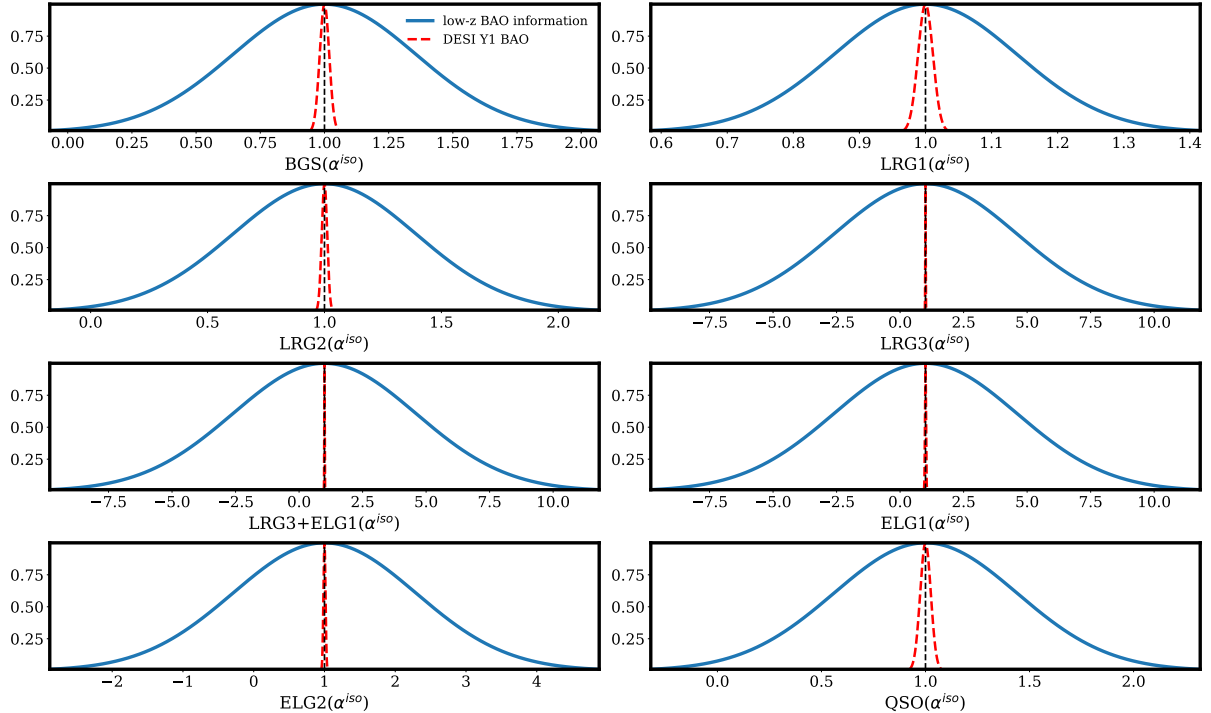 low-z BAO information
DESI Y1 BAO
0.75
0.50
0.25
0.00 0.25 0.50 0.75 1.00 1.25 1.50 1.75 2.00
BGS(α^iso)
0.75
0.50
0.25
0.6 0.7 0.8 0.9 1.0 1.1 1.2 1.3 1.4
LRG1(α^iso)
0.75
0.50
0.25
0.0 0.5 1.0 1.5 2.0
LRG2(α^iso)
0.75
0.50
0.25
−7.5 −5.0 −2.5 0.0 2.5 5.0 7.5 10.0
LRG3(α^iso)
0.75
0.50
0.25
−7.5 −5.0 −2.5 0.0 2.5 5.0 7.5 10.0
LRG3+ELG1(α^iso)
0.75
0.50
0.25
−7.5 −5.0 −2.5 0.0 2.5 5.0 7.5 10.0
ELG1(α^iso)
0.75
0.50
0.25
−2 −1 0 1 2 3 4
ELG2(α^iso)
0.75
0.50
0.25
0.0 0.5 1.0 1.5 2.0
QSO(α^iso)